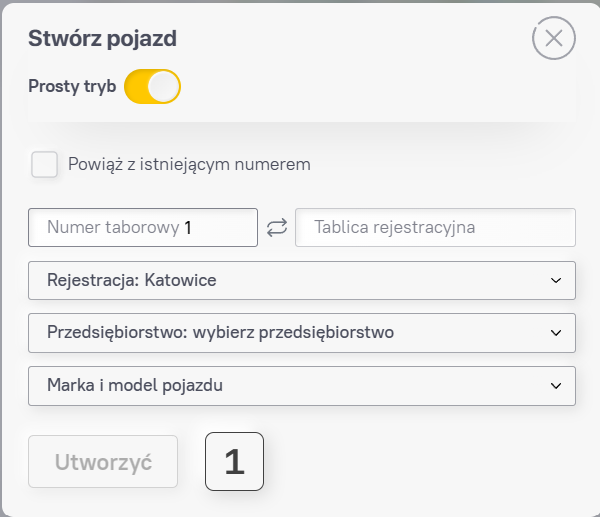 Stwórz pojazd
Prosty tryb
Powiąż z istniejącym numerem
Numer taborowy 1
Tablica rejestracyjna
Rejestracja: Katowice
Przedsiębiorstwo: wybierz przedsiębiorstwo
Marka i model pojazdu
Utworzyć
1